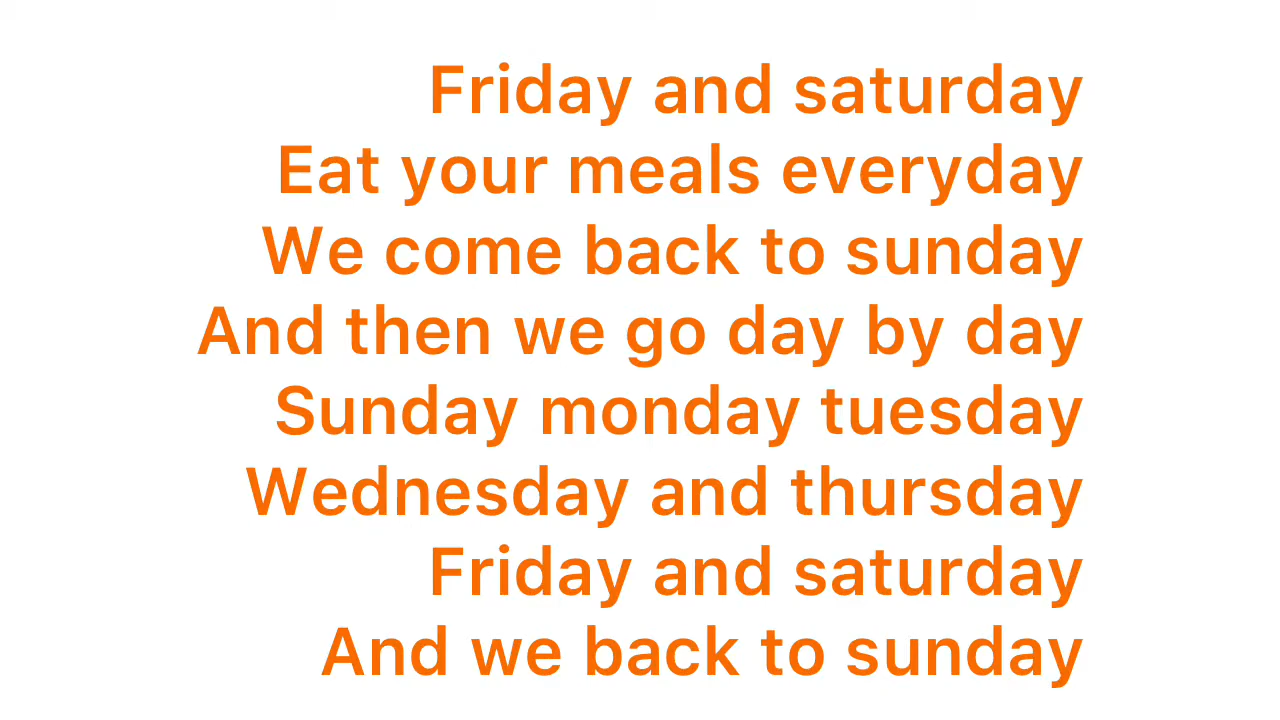 Friday and saturday
Eat your meals everyday
We come back to sunday
And then we go day by day
Sunday monday tuesday
Wednesday and thursday
Friday and saturday
And we back to sunday